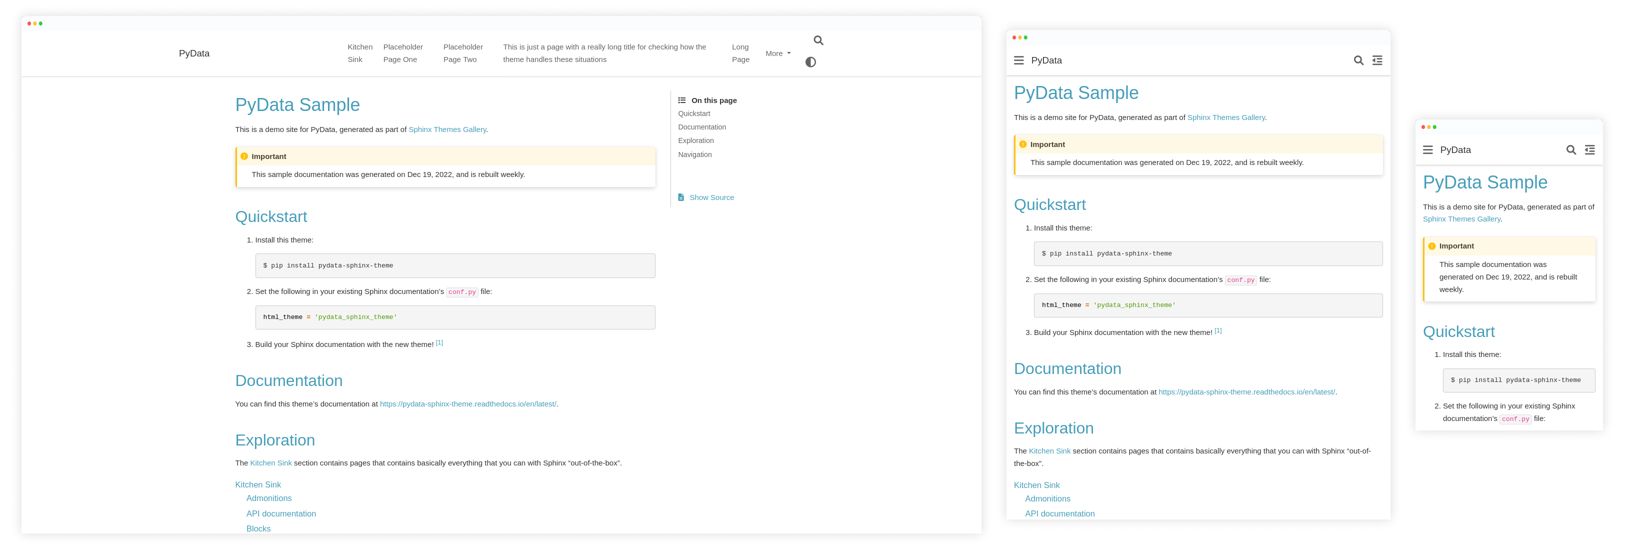 PyData
Kitchen Sink
Placeholder Page One
Placeholder Page Two
This is just a page with a really long title for checking how the
theme handles these situations
Long Page
More
PyData Sample
This is a demo site for PyData, generated as part of Sphinx Themes Gallery.
Important
This sample documentation was generated on Dec 19, 2022, and is rebuilt weekly.
Quickstart
1. Install this theme:
$ pip install pydata-sphinx-theme
2. Set the following in your existing Sphinx documentation's conf.py file:
html_theme = 'pydata_sphinx_theme'
3. Build your Sphinx documentation with the new theme! [1]
Documentation
You can find this theme's documentation at https://pydata-sphinx-theme.readthedocs.io/en/latest/.
Exploration
The Kitchen Sink section contains pages that contains basically everything that you can with Sphinx “out-of-the-box”.
Kitchen Sink
Admonitions
API documentation
Blocks
On this page
Quickstart
Documentation
Exploration
Navigation
Show Source
PyData
PyData Sample
This is a demo site for PyData, generated as part of Sphinx Themes Gallery.
Important
This sample documentation was generated on Dec 19, 2022, and is rebuilt weekly.
Quickstart
1. Install this theme:
$ pip install pydata-sphinx-theme
2. Set the following in your existing Sphinx documentation's conf.py file:
html_theme = 'pydata_sphinx_theme'
3. Build your Sphinx documentation with the new theme! [1]
Documentation
You can find this theme's documentation at https://pydata-sphinx-theme.readthedocs.io/en/latest/.
Exploration
The Kitchen Sink section contains pages that contains basically everything that you can with Sphinx “out-of-
the-box”.
Kitchen Sink
Admonitions
API documentation
PyData
PyData Sample
This is a demo site for PyData, generated as part of
Sphinx Themes Gallery.
Important
This sample documentation was
generated on Dec 19, 2022, and is rebuilt
weekly.
Quickstart
1. Install this theme:
$ pip install pydata-sphinx-theme
2. Set the following in your existing Sphinx
documentation's conf.py file: